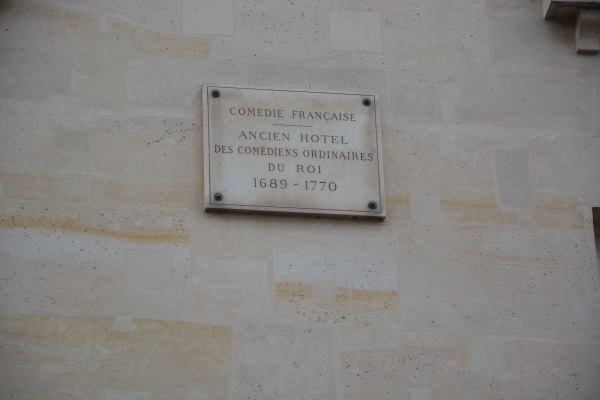 COMEDIE FRANÇAISE
ANCIEN HOTEL
DES COMÉDIENS ORDINAIRES
DU ROI
1689 - 1770